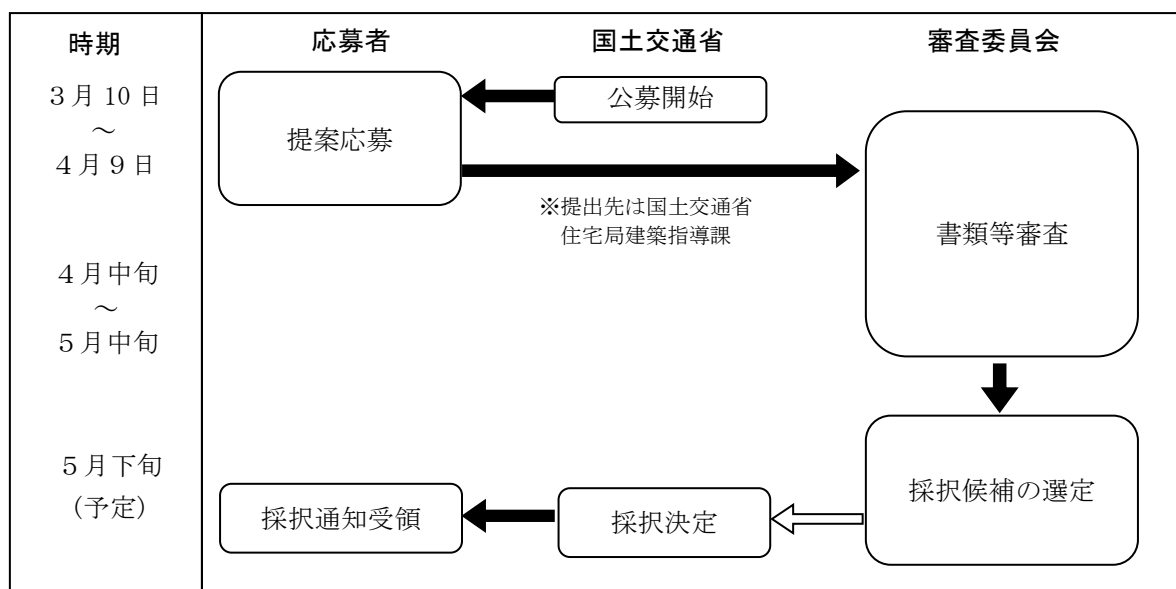 時期
応募者
国土交通省
審査委員会
3月10日
～
4月9日
公募開始
提案応募
※提出先は国土交通省
住宅局建築指導課
書類等審査
4月中旬
～
5月中旬
5月下旬
(予定)
採択候補の選定
採択決定
採択通知受領